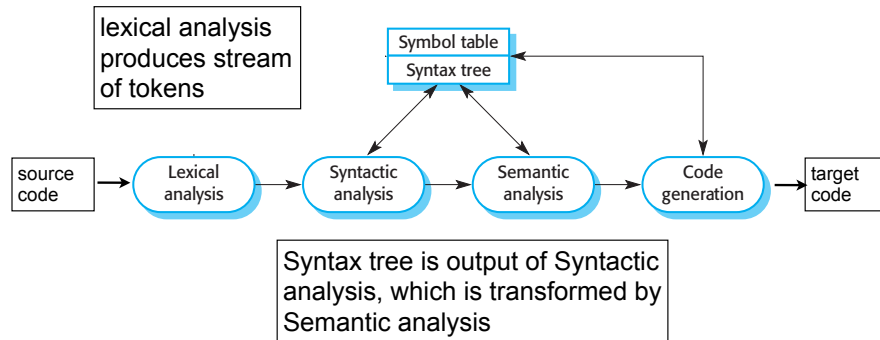 lexical analysis
produces stream
of tokens
Symbol table
Syntax tree
source
code
Lexical
analysis
Syntactic
analysis
Semantic
analysis
Code
generation
target
code
Syntax tree is output of Syntactic
analysis, which is transformed by
Semantic analysis